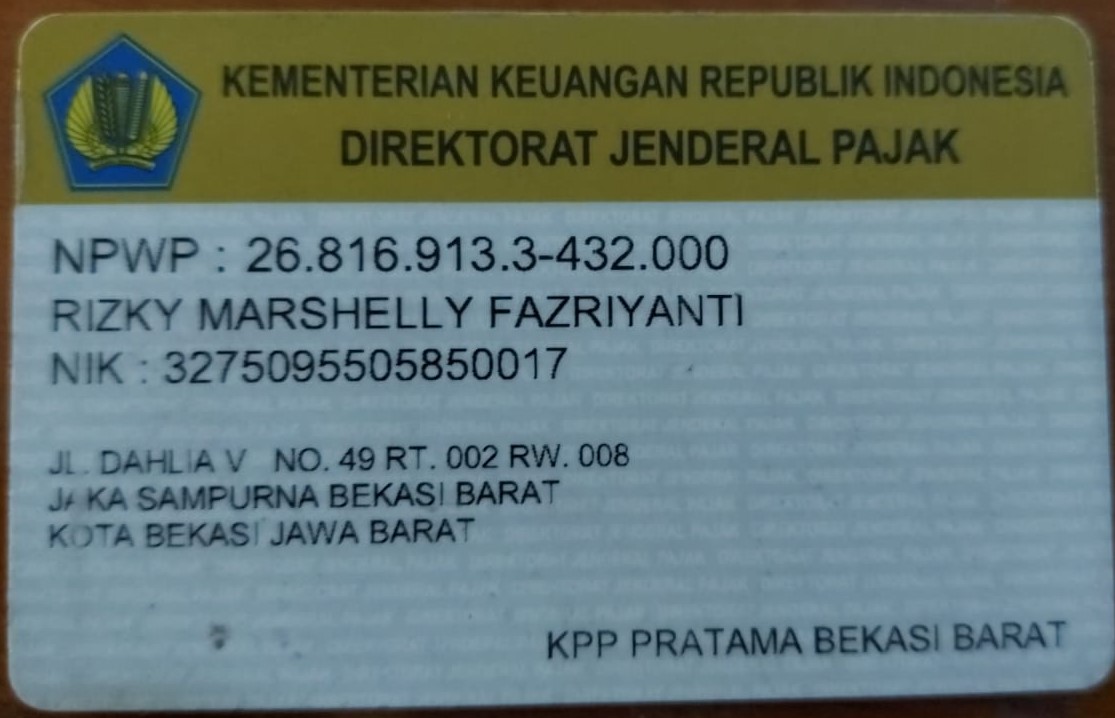 KEMENTERIAN KEUANGAN REPUBLIK INDONESIA
DIREKTORAT JENDERAL PAJAK
NPWP : 26.816.913.3-432.000
RIZKY MARSHELLY FAZRIYANTI
NIK : 3275095505850017
JL. DAHLIA V NO. 49 RT. 002 RW. 008
JAKA SAMPURNA BEKASI BARAT
KOTA BEKASI JAWA BARAT
KPP PRATAMA BEKASI BARAT